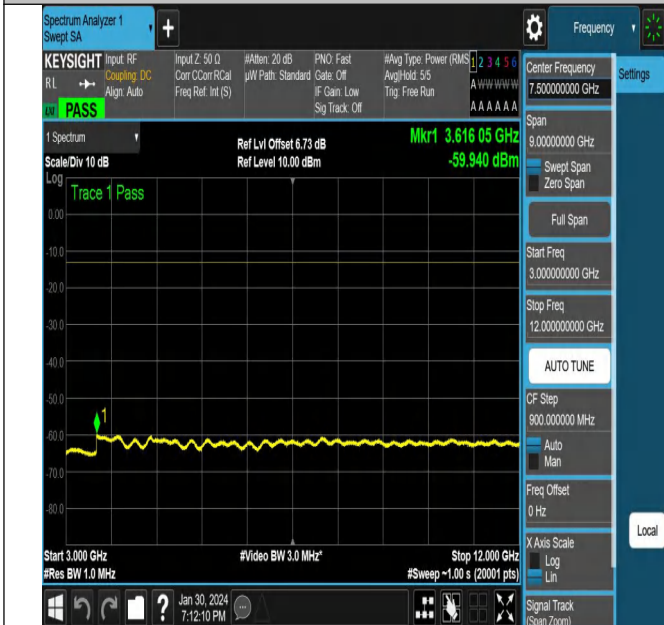 Spectrum Analyzer 1
Swept SA
Frequency
KEYSIGHT
RL
PASS
Input: RF
Coupling: DC
Align: Auto
Input Z: 50 Ω
Corr CCorr RCal
Freq Ref: Int (S)
#Atten: 20 dB
µW Path: Standard
PNO: Fast
Gate: Off
IF Gain: Low
Sig Track: Off
#Avg Type: Power (RMS
Avg|Hold: 5/5
Trig: Free Run
1 2 3 4 5 6
A W W W W W
A A A A A A
1 Spectrum
Scale/Div 10 dB
Log
Ref Lvl Offset 6.73 dB
Ref Level 10.00 dBm
Mkr1 3.616 05 GHz
-59.940 dBm
Trace 1 Pass
0.00
-10.0
-20.0
-30.0
-40.0
-50.0
-60.0
-70.0
-80.0
1
Start 3.000 GHz
#Res BW 1.0 MHz
#Video BW 3.0 MHz*
Stop 12.000 GHz
#Sweep ~1.00 s (20001 pts)
Jan 30, 2024
7:12:10 PM
Center Frequency
7.500000000 GHz
Settings
Span
9.00000000 GHz
Swept Span
Zero Span
Full Span
Start Freq
3.000000000 GHz
Stop Freq
12.000000000 GHz
AUTO TUNE
CF Step
900.000000 MHz
Auto
Man
Freq Offset
0 Hz
Local
X Axis Scale
Log
Lin
Signal Track
(Span Zoom)